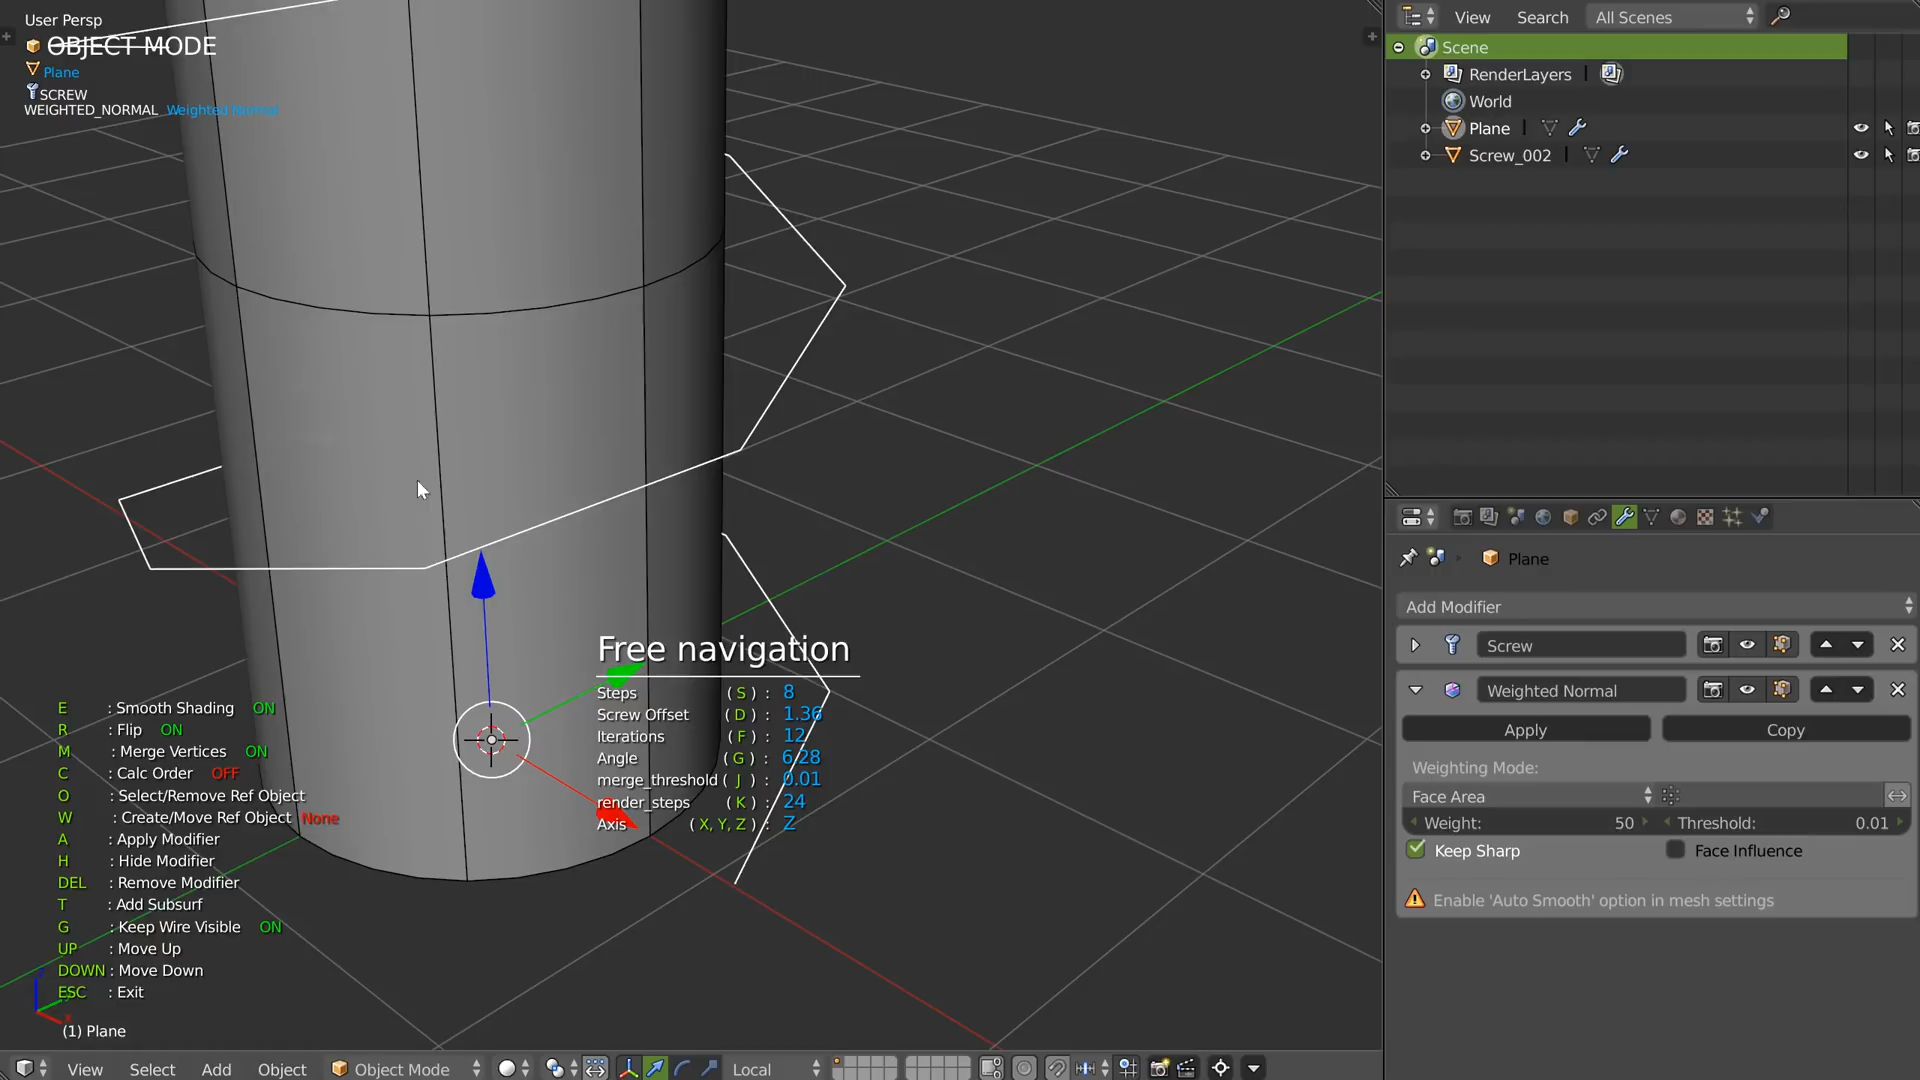 User Persp
OBJECT MODE
Plane
SCREW
WEIGHTED_NORMAL Weighted Normal
Free navigation
Steps ( S ) : 8
Screw Offset ( D ) : 1.36
Iterations ( F ) : 12
Angle ( G ) : 6.28
merge_threshold ( J ) : 0.01
render_steps ( K ) : 24
Axis ( X, Y, Z ) : Z
E : Smooth Shading ON
R : Flip ON
M : Merge Vertices ON
C : Calc Order OFF
O : Select/Remove Ref Object
W : Create/Move Ref Object None
A : Apply Modifier
H : Hide Modifier
DEL : Remove Modifier
T : Add Subsurf
G : Keep Wire Visible ON
UP : Move Up
DOWN : Move Down
ESC : Exit
(1) Plane
View Select Add Object Object Mode Local
View Search All Scenes
Scene
RenderLayers
World
Plane
Screw_002
Plane
Add Modifier
Screw
Weighted Normal
Apply Copy
Weighting Mode:
Face Area
Weight: 50 Threshold: 0.01
Keep Sharp Face Influence
Enable 'Auto Smooth' option in mesh settings